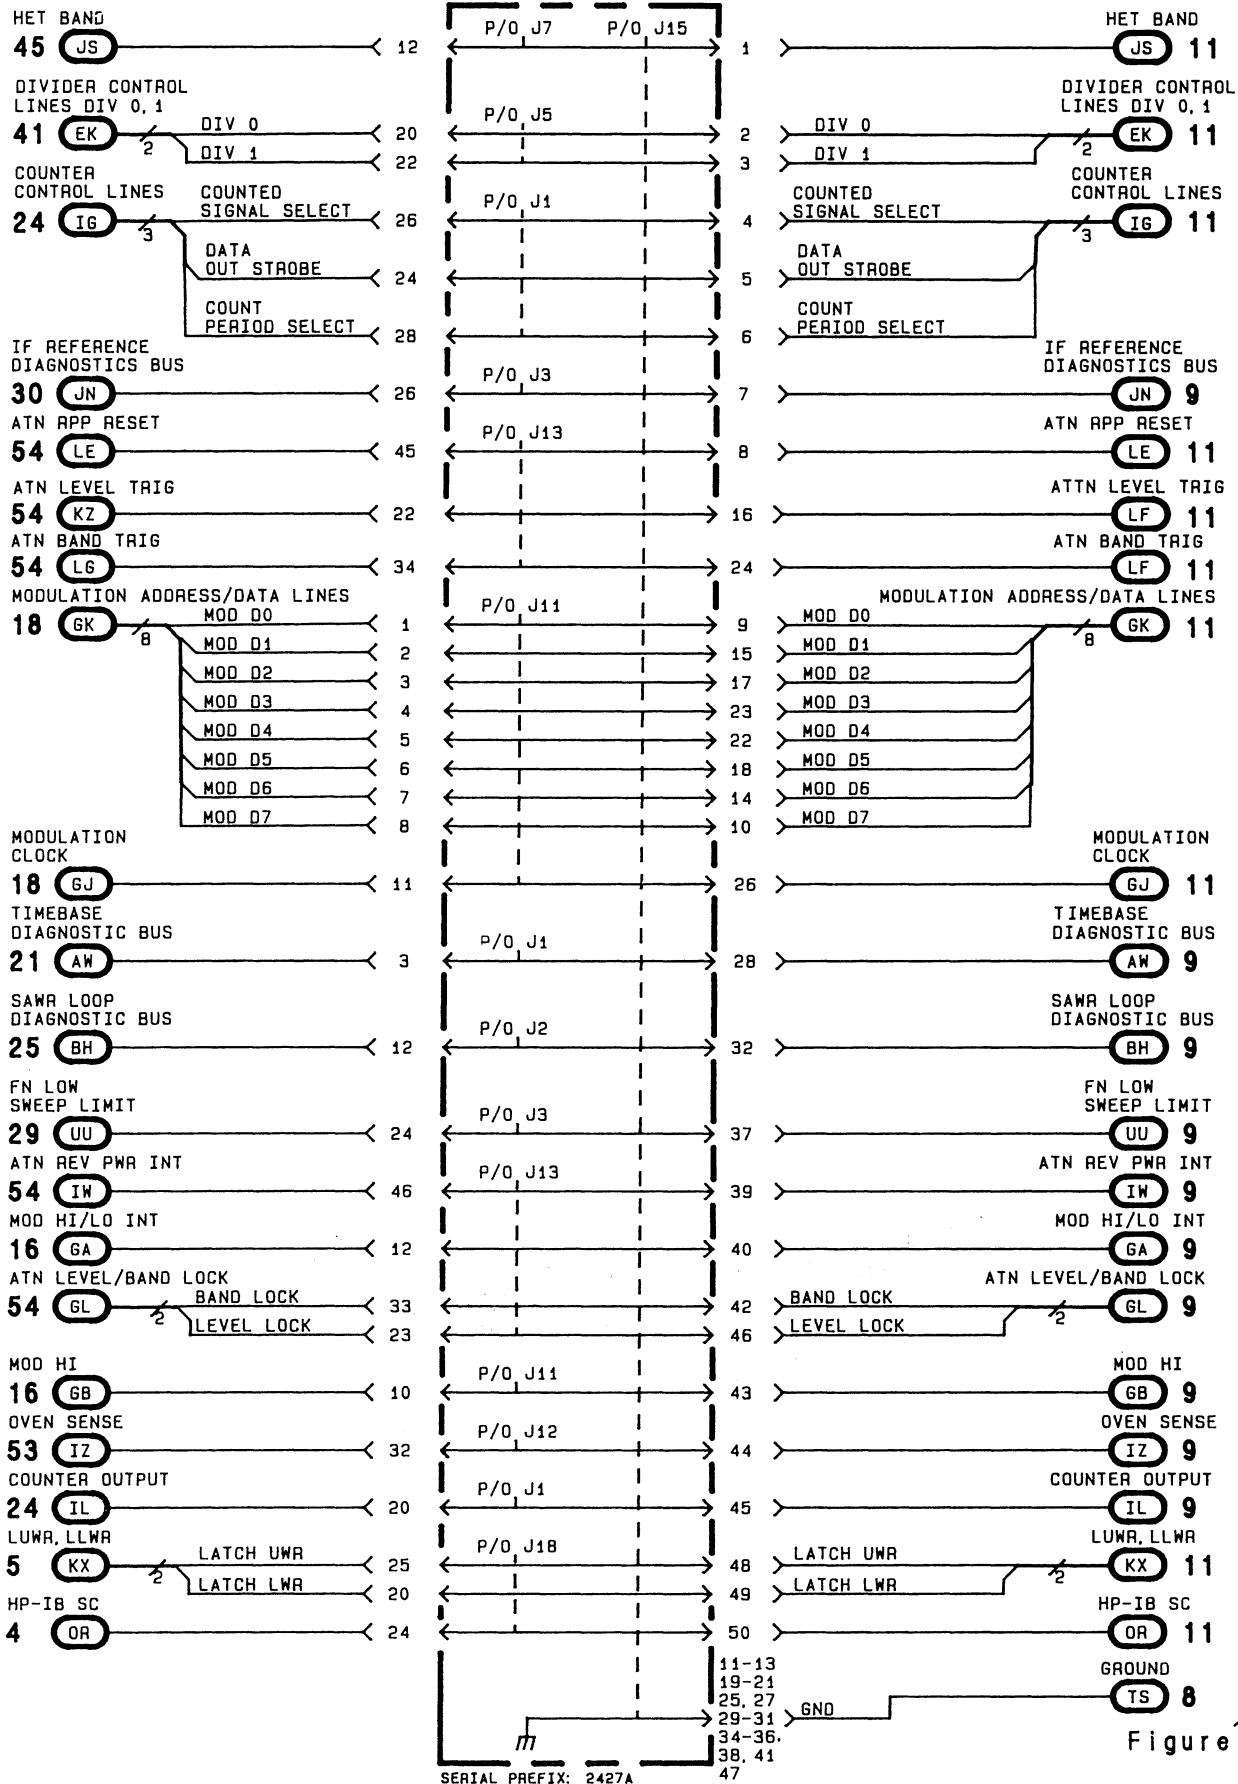 HET BAND P/O J7 P/O J15 HET BAND
45 JS 12 1 JS 11
DIVIDER CONTROL DIVIDER CONTROL
LINES DIV 0, 1 P/O J5 LINES DIV 0, 1
41 EK 2 DIV 0 20 2 DIV 0 2 EK 11
DIV 1 22 3 DIV 1
COUNTER COUNTER
CONTROL LINES COUNTED P/O J1 COUNTED CONTROL LINES
24 IG 3 SIGNAL SELECT 26 4 SIGNAL SELECT 3 IG 11
DATA DATA
OUT STROBE 24 5 OUT STROBE
COUNT COUNT
PERIOD SELECT 28 6 PERIOD SELECT
IF REFERENCE IF REFERENCE
DIAGNOSTICS BUS P/O J3 DIAGNOSTICS BUS
30 JN 26 7 JN 9
ATN RPP RESET P/O J13 ATN RPP RESET
54 LE 45 8 LE 11
ATN LEVEL TRIG ATTN LEVEL TRIG
54 KZ 22 16 LF 11
ATN BAND TRIG ATN BAND TRIG
54 LG 34 24 LF 11
MODULATION ADDRESS/DATA LINES P/O J11 MODULATION ADDRESS/DATA LINES
18 GK 8 MOD D0 1 9 MOD D0 8 GK 11
MOD D1 2 15 MOD D1
MOD D2 3 17 MOD D2
MOD D3 4 23 MOD D3
MOD D4 5 22 MOD D4
MOD D5 6 18 MOD D5
MOD D6 7 14 MOD D6
MOD D7 8 10 MOD D7
MODULATION MODULATION
CLOCK CLOCK
18 GJ 11 26 GJ 11
TIMEBASE TIMEBASE
DIAGNOSTIC BUS P/O J1 DIAGNOSTIC BUS
21 AW 3 28 AW 9
SAWR LOOP SAWR LOOP
DIAGNOSTIC BUS P/O J2 DIAGNOSTIC BUS
25 BH 12 32 BH 9
FN LOW FN LOW
SWEEP LIMIT P/O J3 SWEEP LIMIT
29 UU 24 37 UU 9
ATN REV PWR INT P/O J13 ATN REV PWR INT
54 IW 46 39 IW 9
MOD HI/LO INT MOD HI/LO INT
16 GA 12 40 GA 9
ATN LEVEL/BAND LOCK ATN LEVEL/BAND LOCK
54 GL 2 BAND LOCK 33 42 BAND LOCK 2 GL 9
LEVEL LOCK 23 46 LEVEL LOCK
MOD HI P/O J11 MOD HI
16 GB 10 43 GB 9
OVEN SENSE P/O J12 OVEN SENSE
53 IZ 32 44 IZ 9
COUNTER OUTPUT P/O J1 COUNTER OUTPUT
24 IL 20 45 IL 9
LUWR, LLWR P/O J18 LUWR, LLWR
5 KX 2 LATCH UWR 25 48 LATCH UWR 2 KX 11
LATCH LWR 20 49 LATCH LWR
HP-IB SC HP-IB SC
4 OR 24 50 OR 11
11-13 GROUND
19-21
25, 27 TS 8
29-31 GND
34-36.
38, 41 Figure
47
SERIAL PREFIX: 2427A